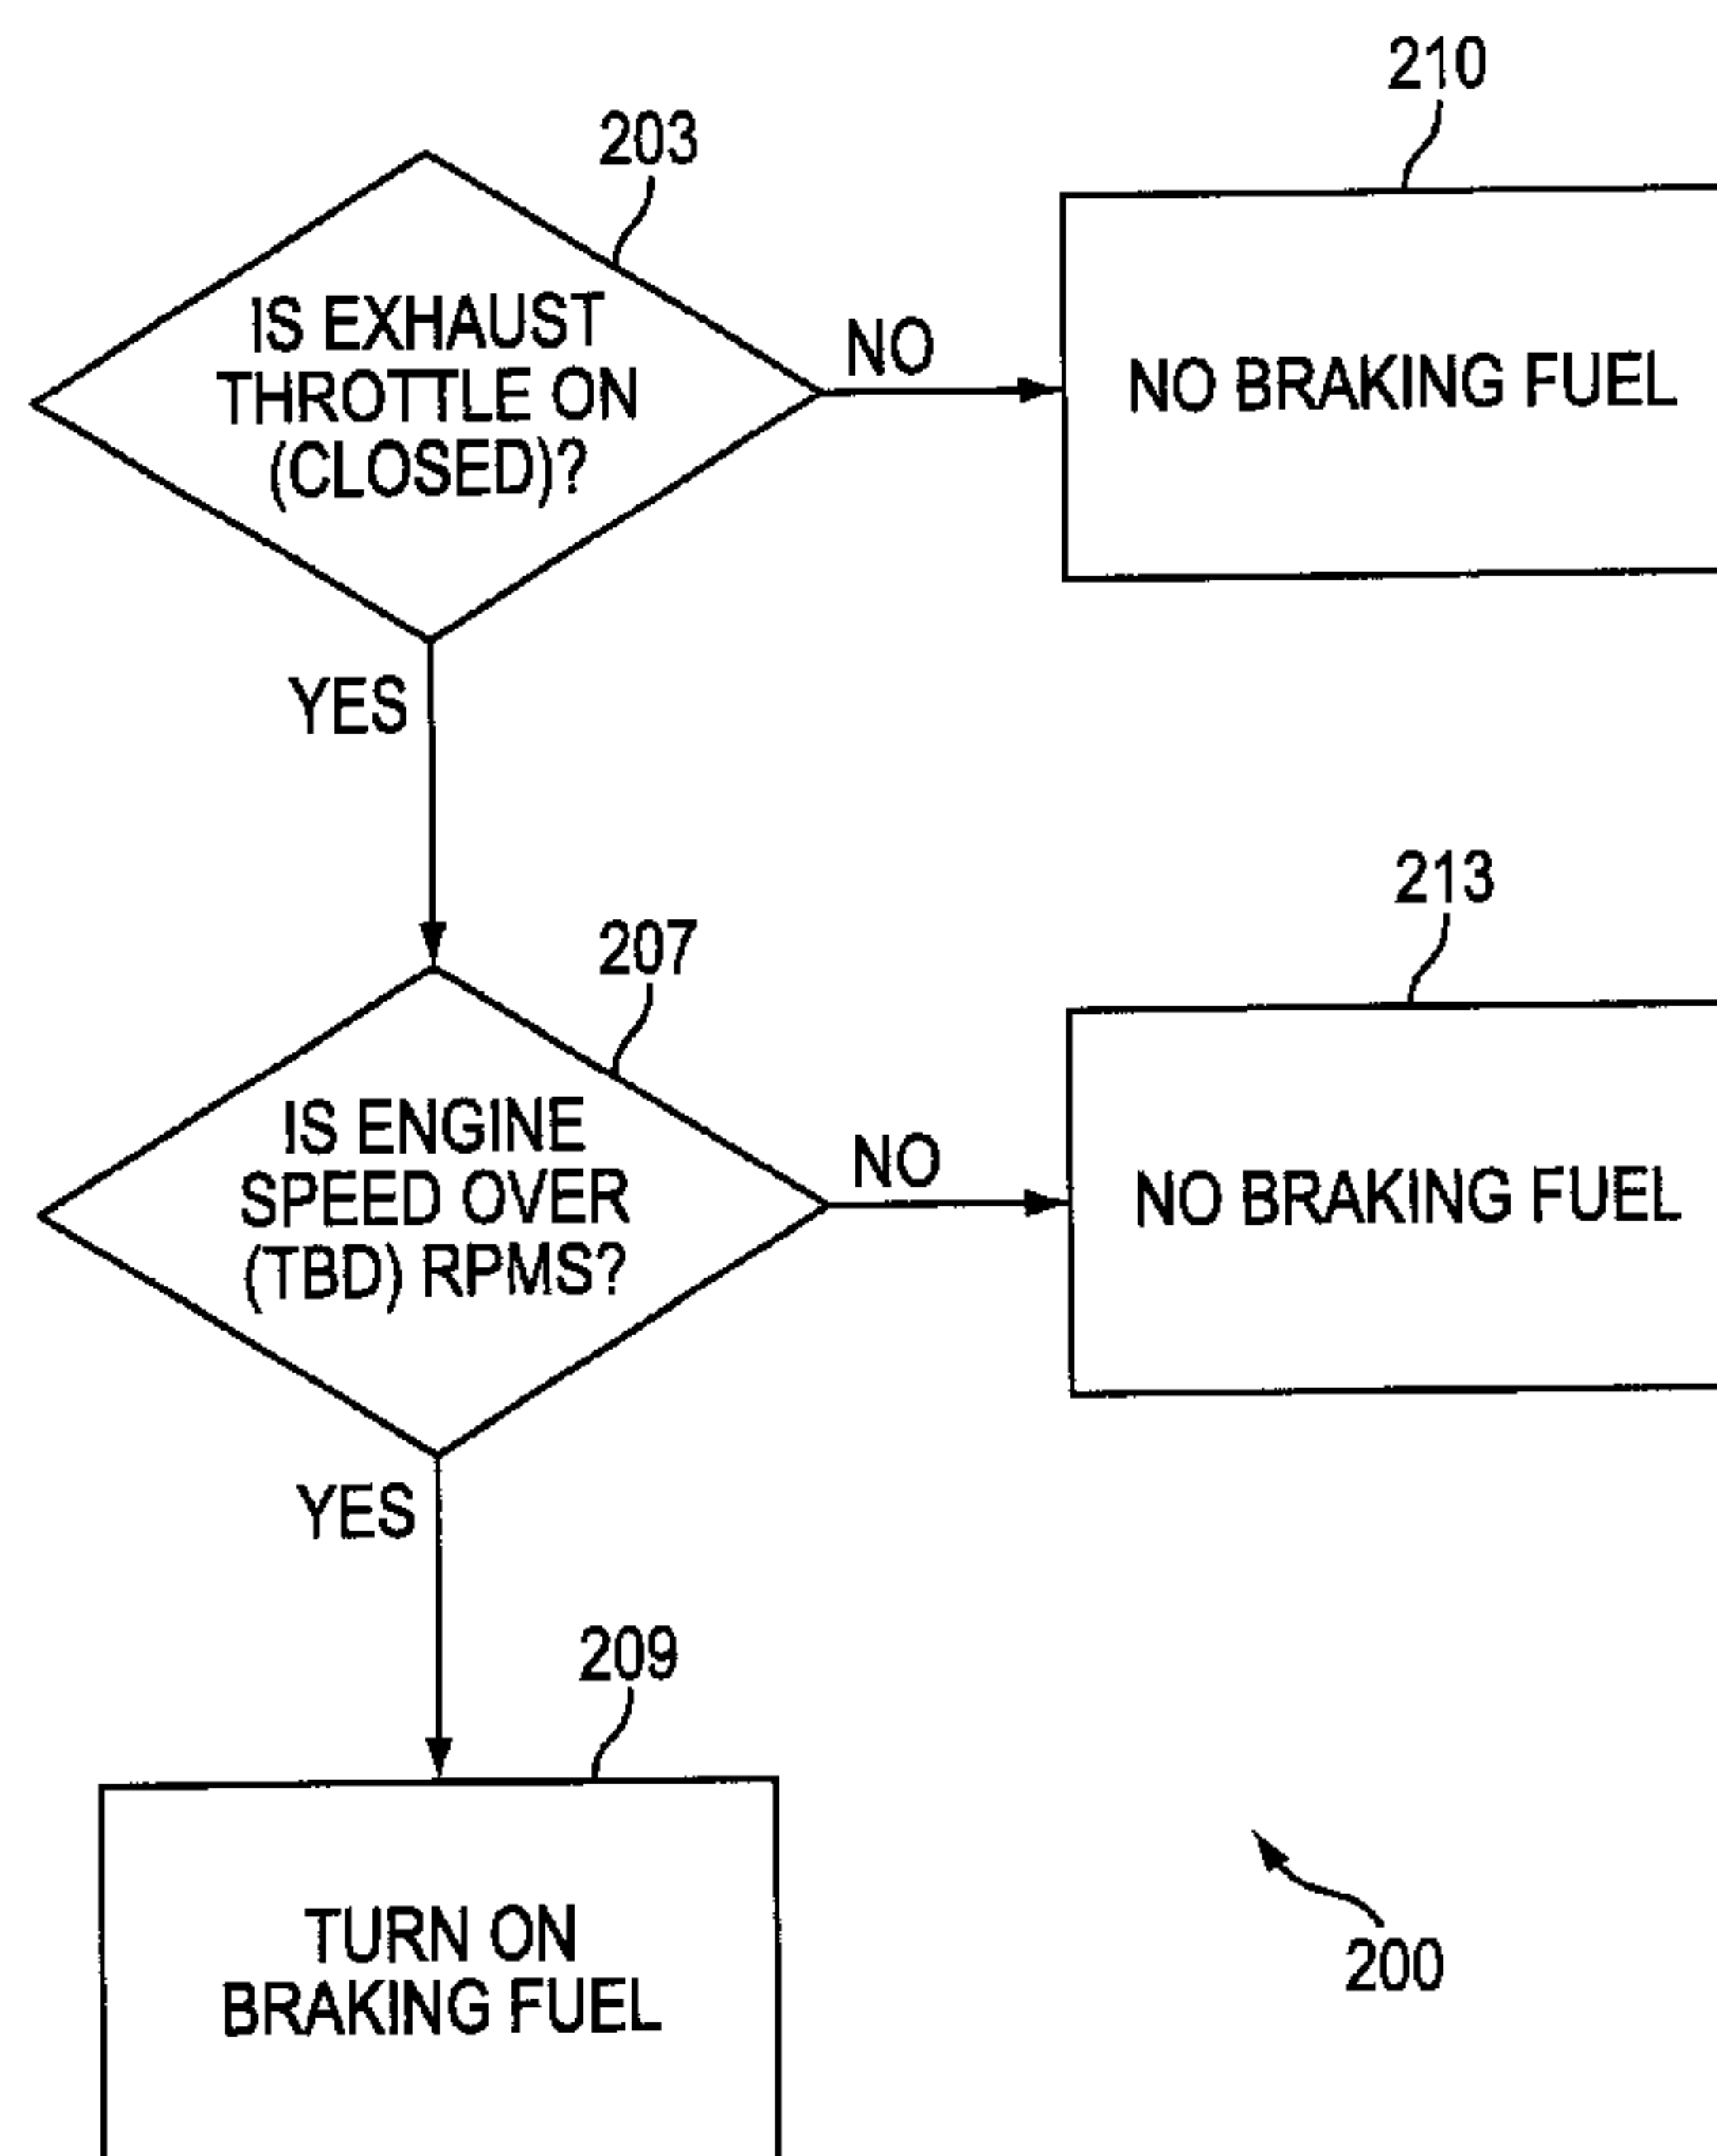 210
203
IS EXHAUST
THROTTLE ON
(CLOSED)?
NO
NO BRAKING FUEL
YES
213
207
IS ENGINE
SPEED OVER
(TBD) RPMS?
NO
NO BRAKING FUEL
YES
209
TURN ON
BRAKING FUEL
200